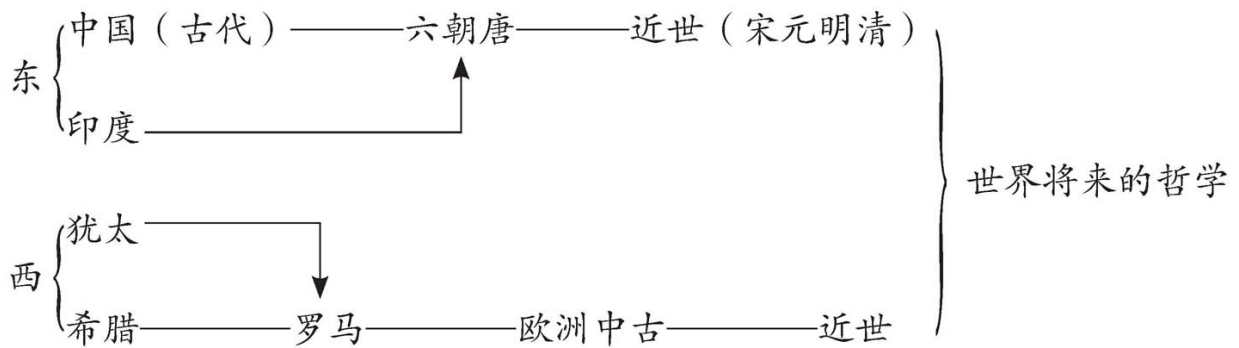 中国（古代）——六朝唐——近世（宋元明清）
东
印度
世界将来的哲学
犹太
西
希腊——罗马——欧洲中古——近世